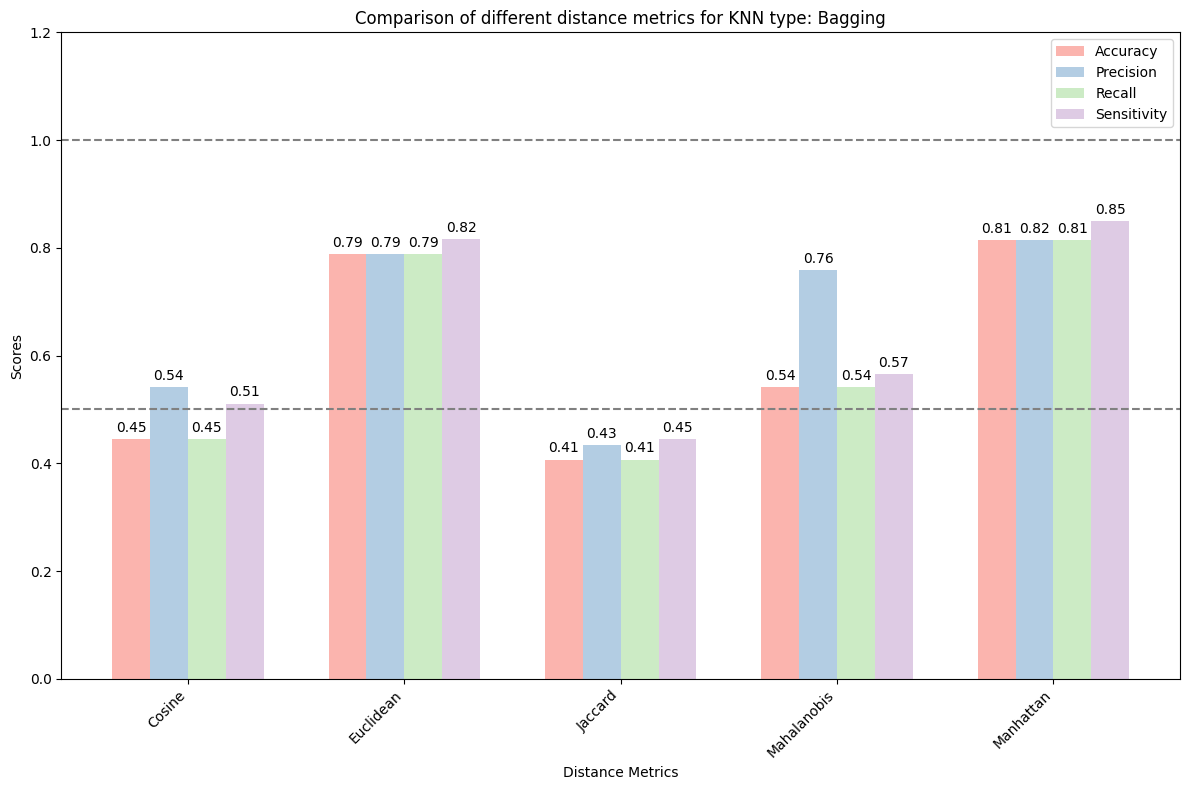 Comparison of different distance metrics for KNN type: Bagging
1.2
1.0
0.8
0.6
0.4
0.2
0.0
Scores
Accuracy
Precision
Recall
Sensitivity
0.45
0.54
0.45
0.51
0.79
0.79
0.79
0.82
0.41
0.43
0.41
0.45
0.54
0.76
0.54
0.57
0.81
0.82
0.81
0.85
Cosine
Euclidean
Jaccard
Mahalanobis
Manhattan
Distance Metrics